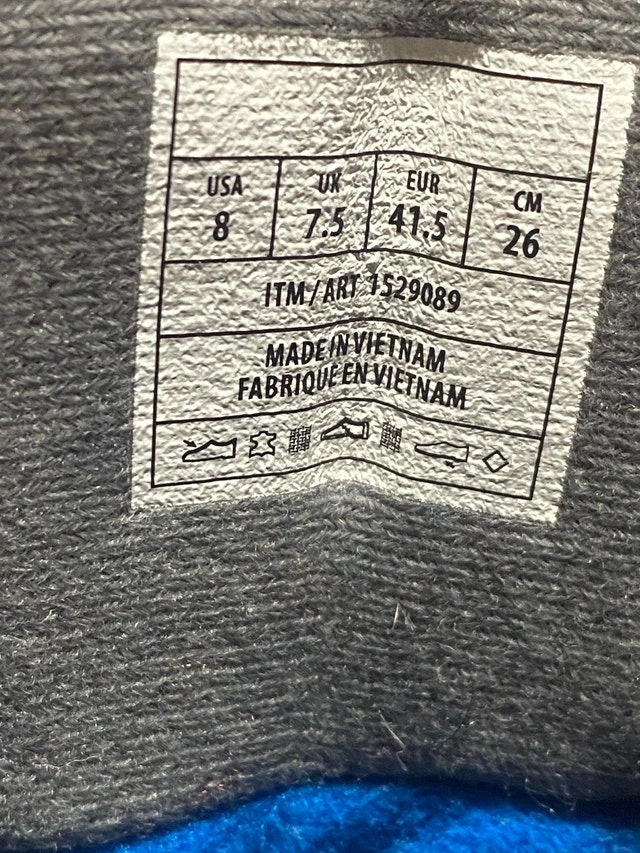 USA UK EUR CM
8 7.5 41.5 26
ITM/ART 1529089
MADE IN VIETNAM
FABRIQUÉ EN VIETNAM